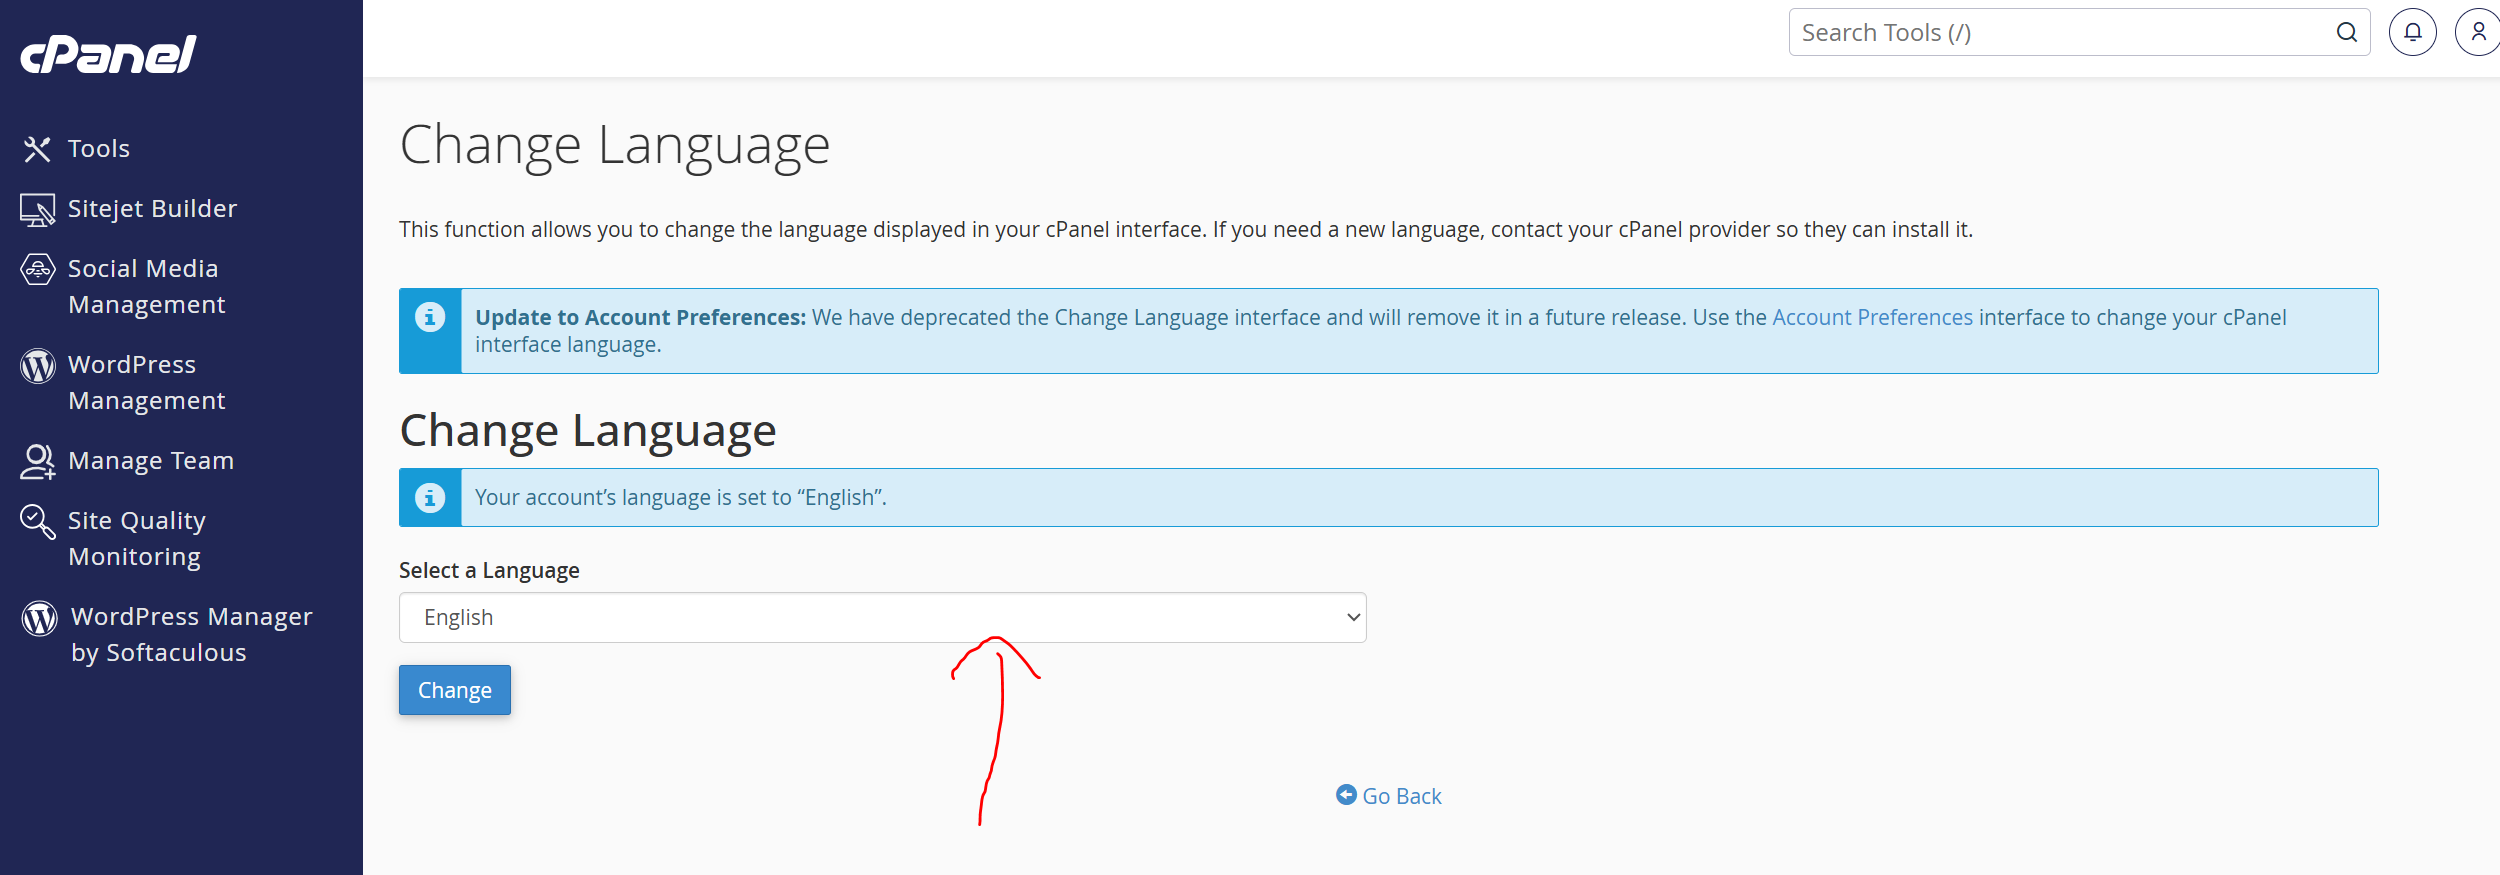 cPanel
Search Tools (/)
Tools
Sitejet Builder
Social Media
Management
WordPress
Management
Manage Team
Site Quality
Monitoring
WordPress Manager
by Softaculous
Change Language
This function allows you to change the language displayed in your cPanel interface. If you need a new language, contact your cPanel provider so they can install it.
Update to Account Preferences: We have deprecated the Change Language interface and will remove it in a future release. Use the Account Preferences interface to change your cPanel
interface language.
Change Language
Your account’s language is set to “English”.
Select a Language
English
Change
Go Back